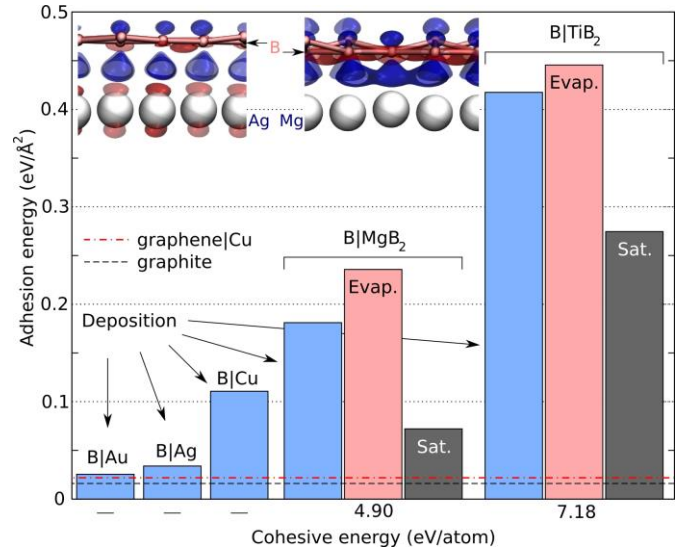 0.5
0.4
0.3
0.2
0.1
0
Adhesion energy (eV/Å²)
B
Ag Mg
B|TiB₂
Evap.
Sat.
graphene|Cu
graphite
B|MgB₂
Evap.
Sat.
Deposition
B|Cu
B|Au
B|Ag
— — — 4.90 7.18
Cohesive energy (eV/atom)